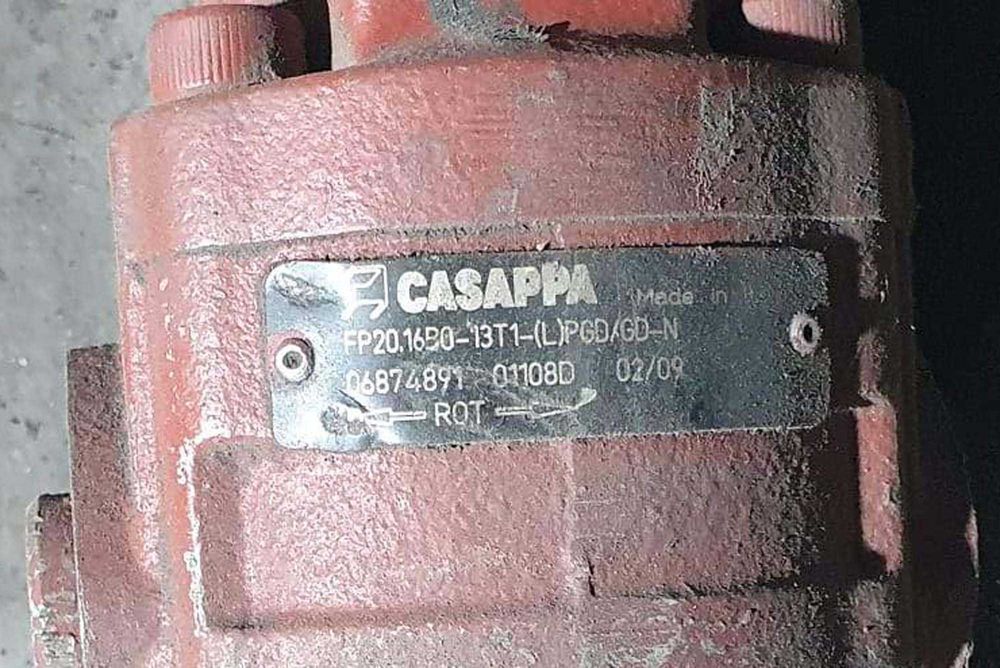 CASAPPA Made in
FP20.16B0-13T1-(L)PGD/GD-N
06874891 01108D 02/09
ROT